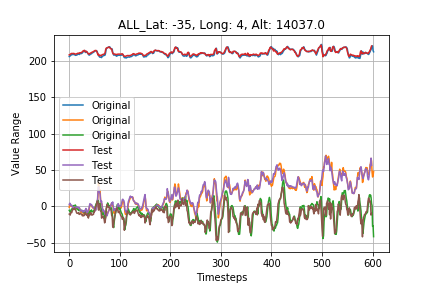 ALL_Lat: -35, Long: 4, Alt: 14037.0
Value Range
200
150
100
50
0
−50
Original
Original
Original
Test
Test
Test
0 100 200 300 400 500 600
Timesteps